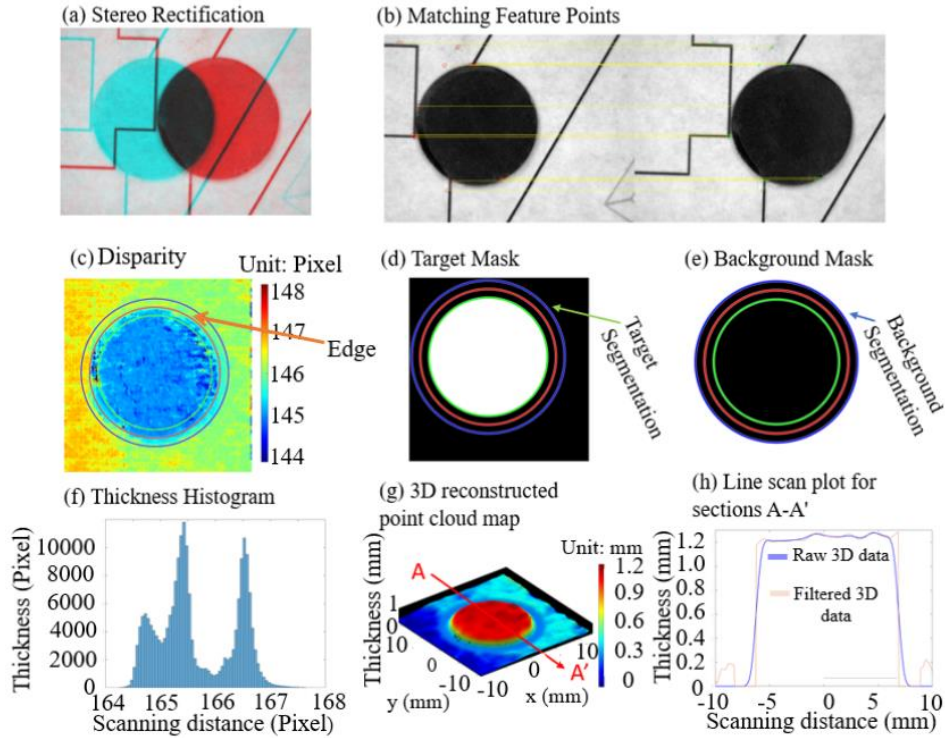 (a) Stereo Rectification
(b) Matching Feature Points
(c) Disparity
Unit: Pixel
148
147
146
145
144
Edge
(d) Target Mask
Target
Segmentation
(e) Background Mask
Background
Segmentation
(f) Thickness Histogram
Thickness (Pixel)
10000
8000
6000
4000
2000
0
164
165
166
167
168
Scanning distance (Pixel)
(g) 3D reconstructed
point cloud map
Unit: mm
1.2
0.9
0.6
0.3
0
A
A'
Thickness (mm)
1
0
10
0
-10
y (mm)
-10
0
10
x (mm)
(h) Line scan plot for
sections A-A'
Thickness (mm)
1.2
1.0
0.8
0.6
0.4
0.2
0
Raw 3D data
Filtered 3D
data
-10
-5
0
5
10
Scanning distance (mm)